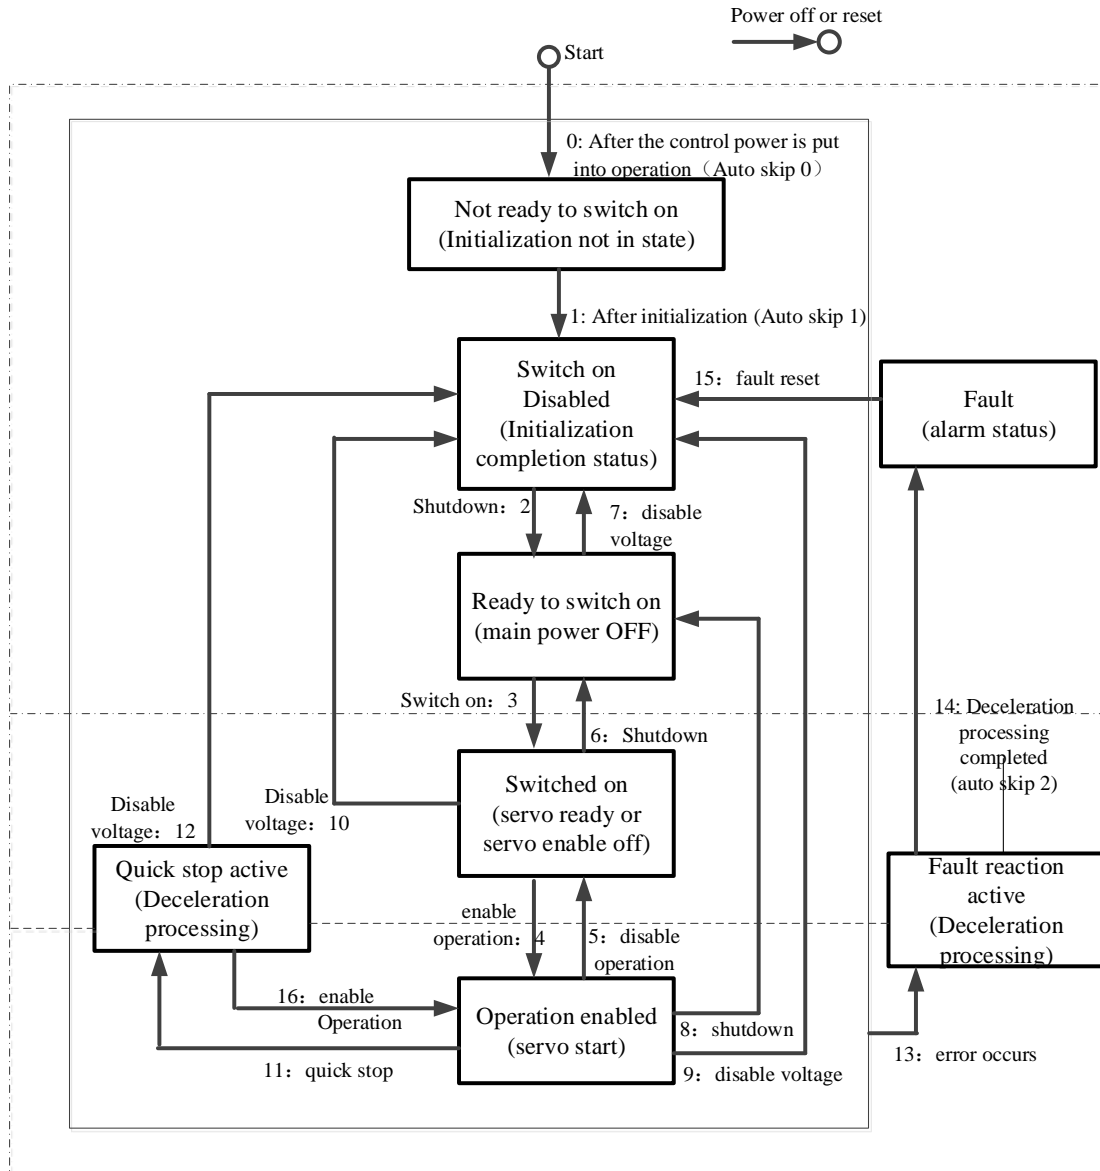 Power off or reset
Start
0: After the control power is put
into operation（Auto skip 0）
Not ready to switch on
(Initialization not in state)
1: After initialization (Auto skip 1)
Switch on
Disabled
(Initialization
completion status)
15：fault reset
Fault
(alarm status)
Shutdown：2
7：disable
voltage
Ready to switch on
(main power OFF)
Switch on：3
6：Shutdown
14: Deceleration
processing
completed
(auto skip 2)
Switched on
(servo ready or
servo enable off)
Disable
voltage：12
Disable
voltage：10
Quick stop active
(Deceleration
processing)
Fault reaction
active
(Deceleration
processing)
enable
operation：4
5：disable
operation
16：enable
Operation
Operation enabled
(servo start)
8：shutdown
11：quick stop
9：disable voltage
13：error occurs